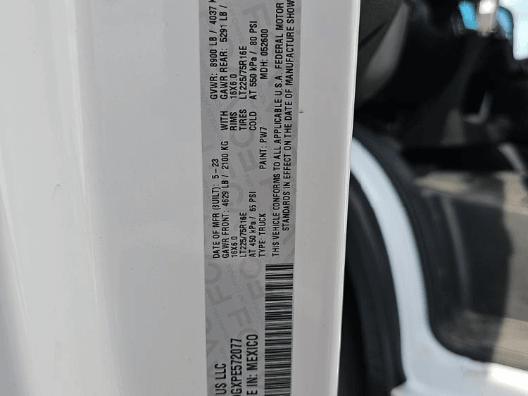 DATE OF MFR (BUILT): 5-23 GVWR: 8900 LB / 4037 K
GAWR FRONT: 4629 LB / 2100 KG WITH GAWR REAR: 5291 LB /
16X6.0 RIMS 16X6.0
LT225/75R16E TIRES LT225/75R16E
AT 450 kPa / 65 PSI COLD AT 550 kPa / 80 PSI
TYPE: TRUCK PAINT: PW7 MDH: 052600
THIS VEHICLE CONFORMS TO ALL APPLICABLE U.S.A. FEDERAL MOTOR
STANDARDS IN EFFECT ON THE DATE OF MANUFACTURE SHOW
US LLC
GXPE572077
E IN: MEXICO